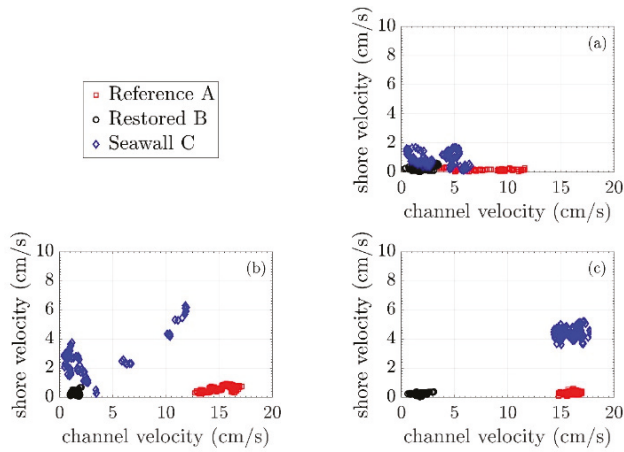 Reference A
Restored B
Seawall C
(a)
shore velocity (cm/s)
10
8
6
4
2
0
0 5 10 15 20
channel velocity (cm/s)
(b)
shore velocity (cm/s)
10
8
6
4
2
0
0 5 10 15 20
channel velocity (cm/s)
(c)
shore velocity (cm/s)
10
8
6
4
2
0
0 5 10 15 20
channel velocity (cm/s)